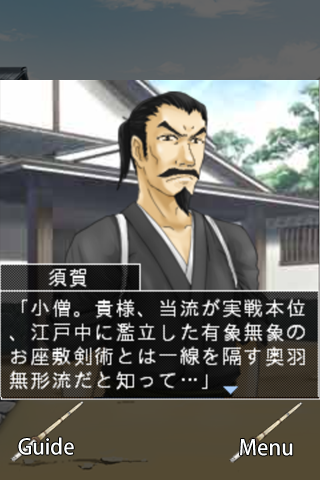 須賀
「小僧。貴様、当流が実戦本位
、江戸中に濫立した有象無象の
お座敷剣術とは一線を隔す奥羽
無形流だと知って…」
Guide
Menu